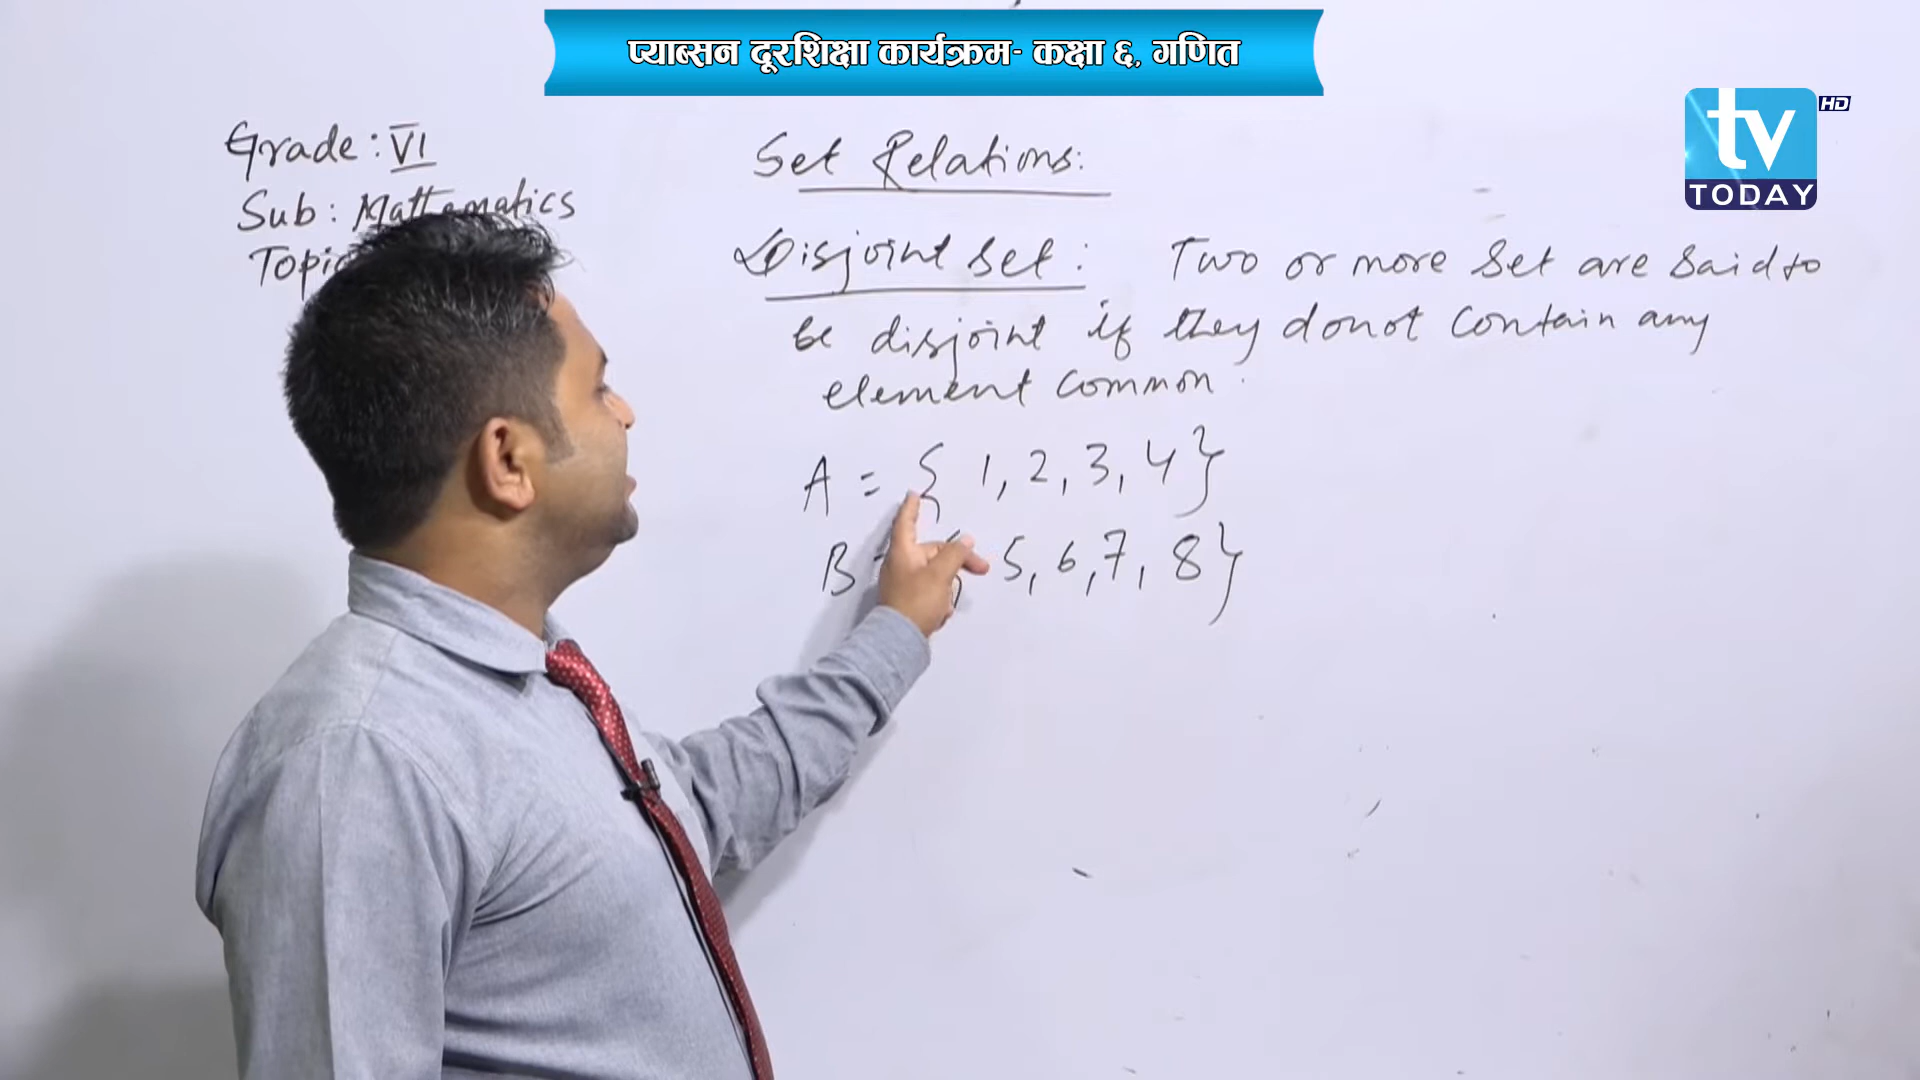 प्याब्सन दूरशिक्षा कार्यक्रम- कक्षा ६, गणित
tv HD
TODAY
Grade: VI
Sub: Mathematics
Set Relations:
Disjoint Set: Two or more set are said to
be disjoint if they donot contain any
element common.
A = { 1, 2, 3, 4}
B = { 5, 6, 7, 8}